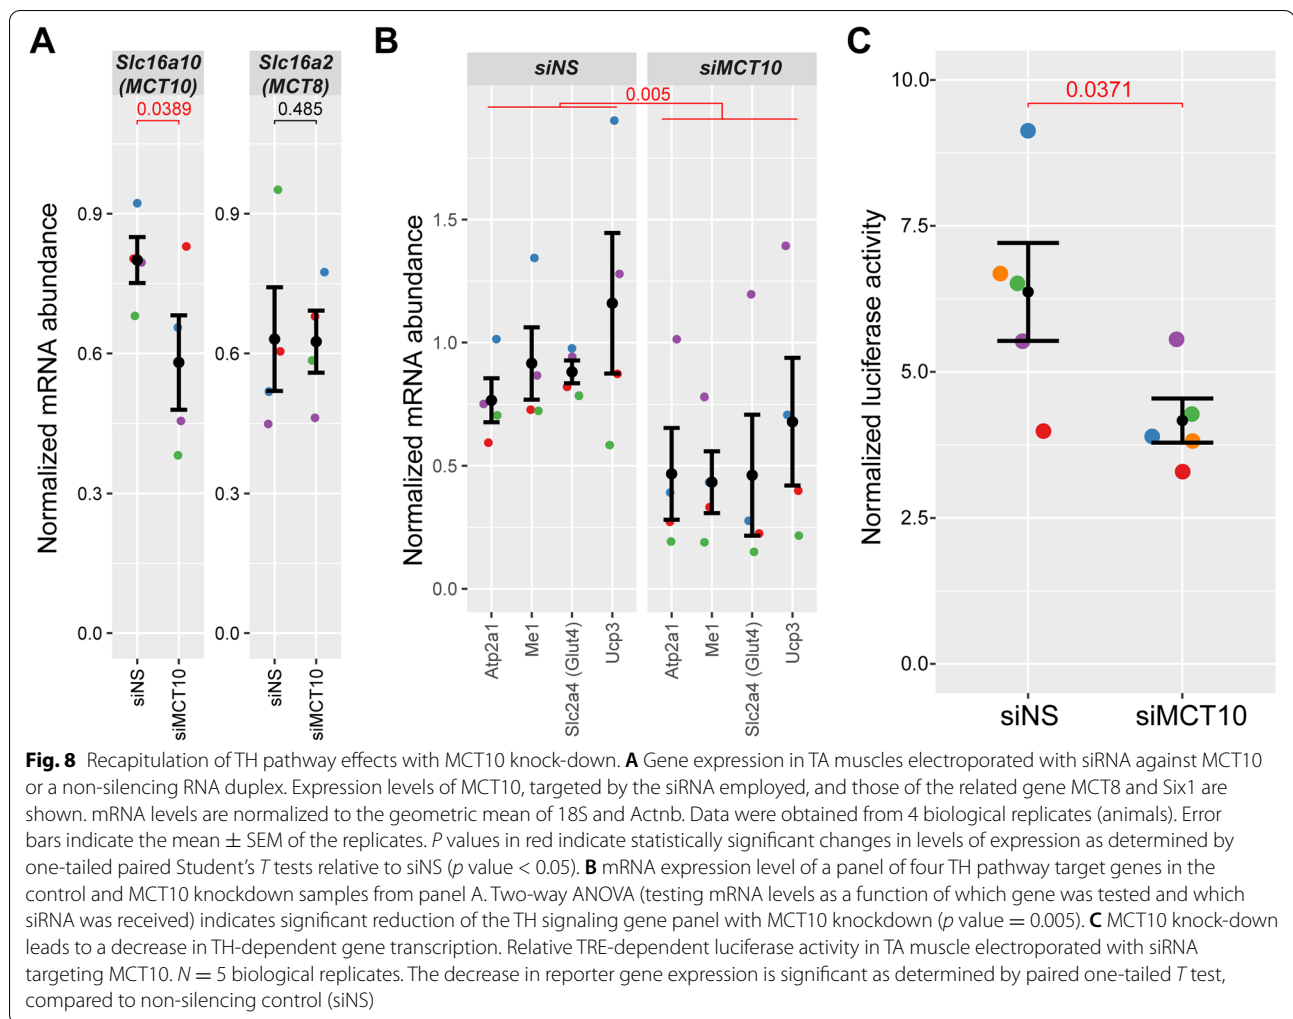 A
Slc16a10
(MCT10)
Slc16a2
(MCT8)
0.0389
0.485
Normalized mRNA abundance
0.9
0.6
0.3
0.0
0.9
0.6
0.3
0.0
siNS
siMCT10
siNS
siMCT10
B
siNS
siMCT10
0.005
Normalized mRNA abundance
1.5
1.0
0.5
0.0
Atp2a1
Me1
Slc2a4 (Glut4)
Ucp3
Atp2a1
Me1
Slc2a4 (Glut4)
Ucp3
C
0.0371
Normalized luciferase activity
10.0
7.5
5.0
2.5
0.0
siNS
siMCT10
Fig. 8 Recapitulation of TH pathway effects with MCT10 knock-down. A Gene expression in TA muscles electroporated with siRNA against MCT10
or a non-silencing RNA duplex. Expression levels of MCT10, targeted by the siRNA employed, and those of the related gene MCT8 and Six1 are
shown. mRNA levels are normalized to the geometric mean of 18S and Actnb. Data were obtained from 4 biological replicates (animals). Error
bars indicate the mean ± SEM of the replicates. P values in red indicate statistically significant changes in levels of expression as determined by
one-tailed paired Student’s T tests relative to siNS (p value < 0.05). B mRNA expression level of a panel of four TH pathway target genes in the
control and MCT10 knockdown samples from panel A. Two-way ANOVA (testing mRNA levels as a function of which gene was tested and which
siRNA was received) indicates significant reduction of the TH signaling gene panel with MCT10 knockdown (p value = 0.005). C MCT10 knock-down
leads to a decrease in TH-dependent gene transcription. Relative TRE-dependent luciferase activity in TA muscle electroporated with siRNA
targeting MCT10. N = 5 biological replicates. The decrease in reporter gene expression is significant as determined by paired one-tailed T test,
compared to non-silencing control (siNS)